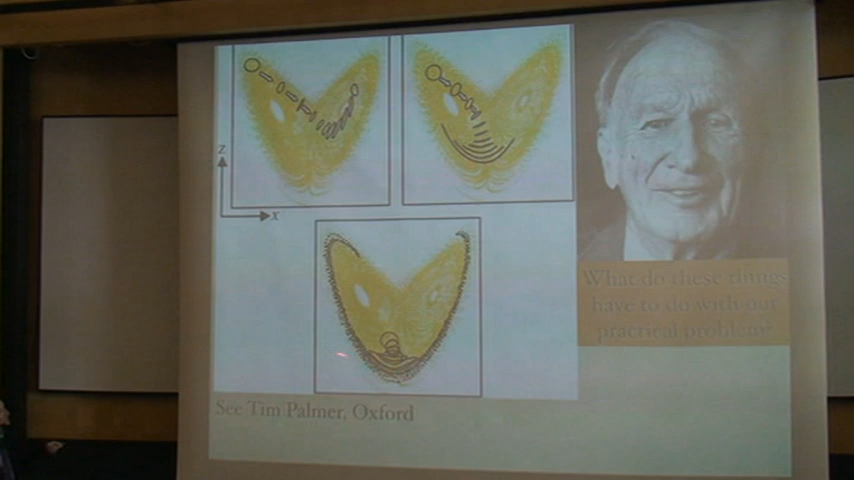 z
x
What do these things
have to do with our
practical problem?
See Tim Palmer, Oxford